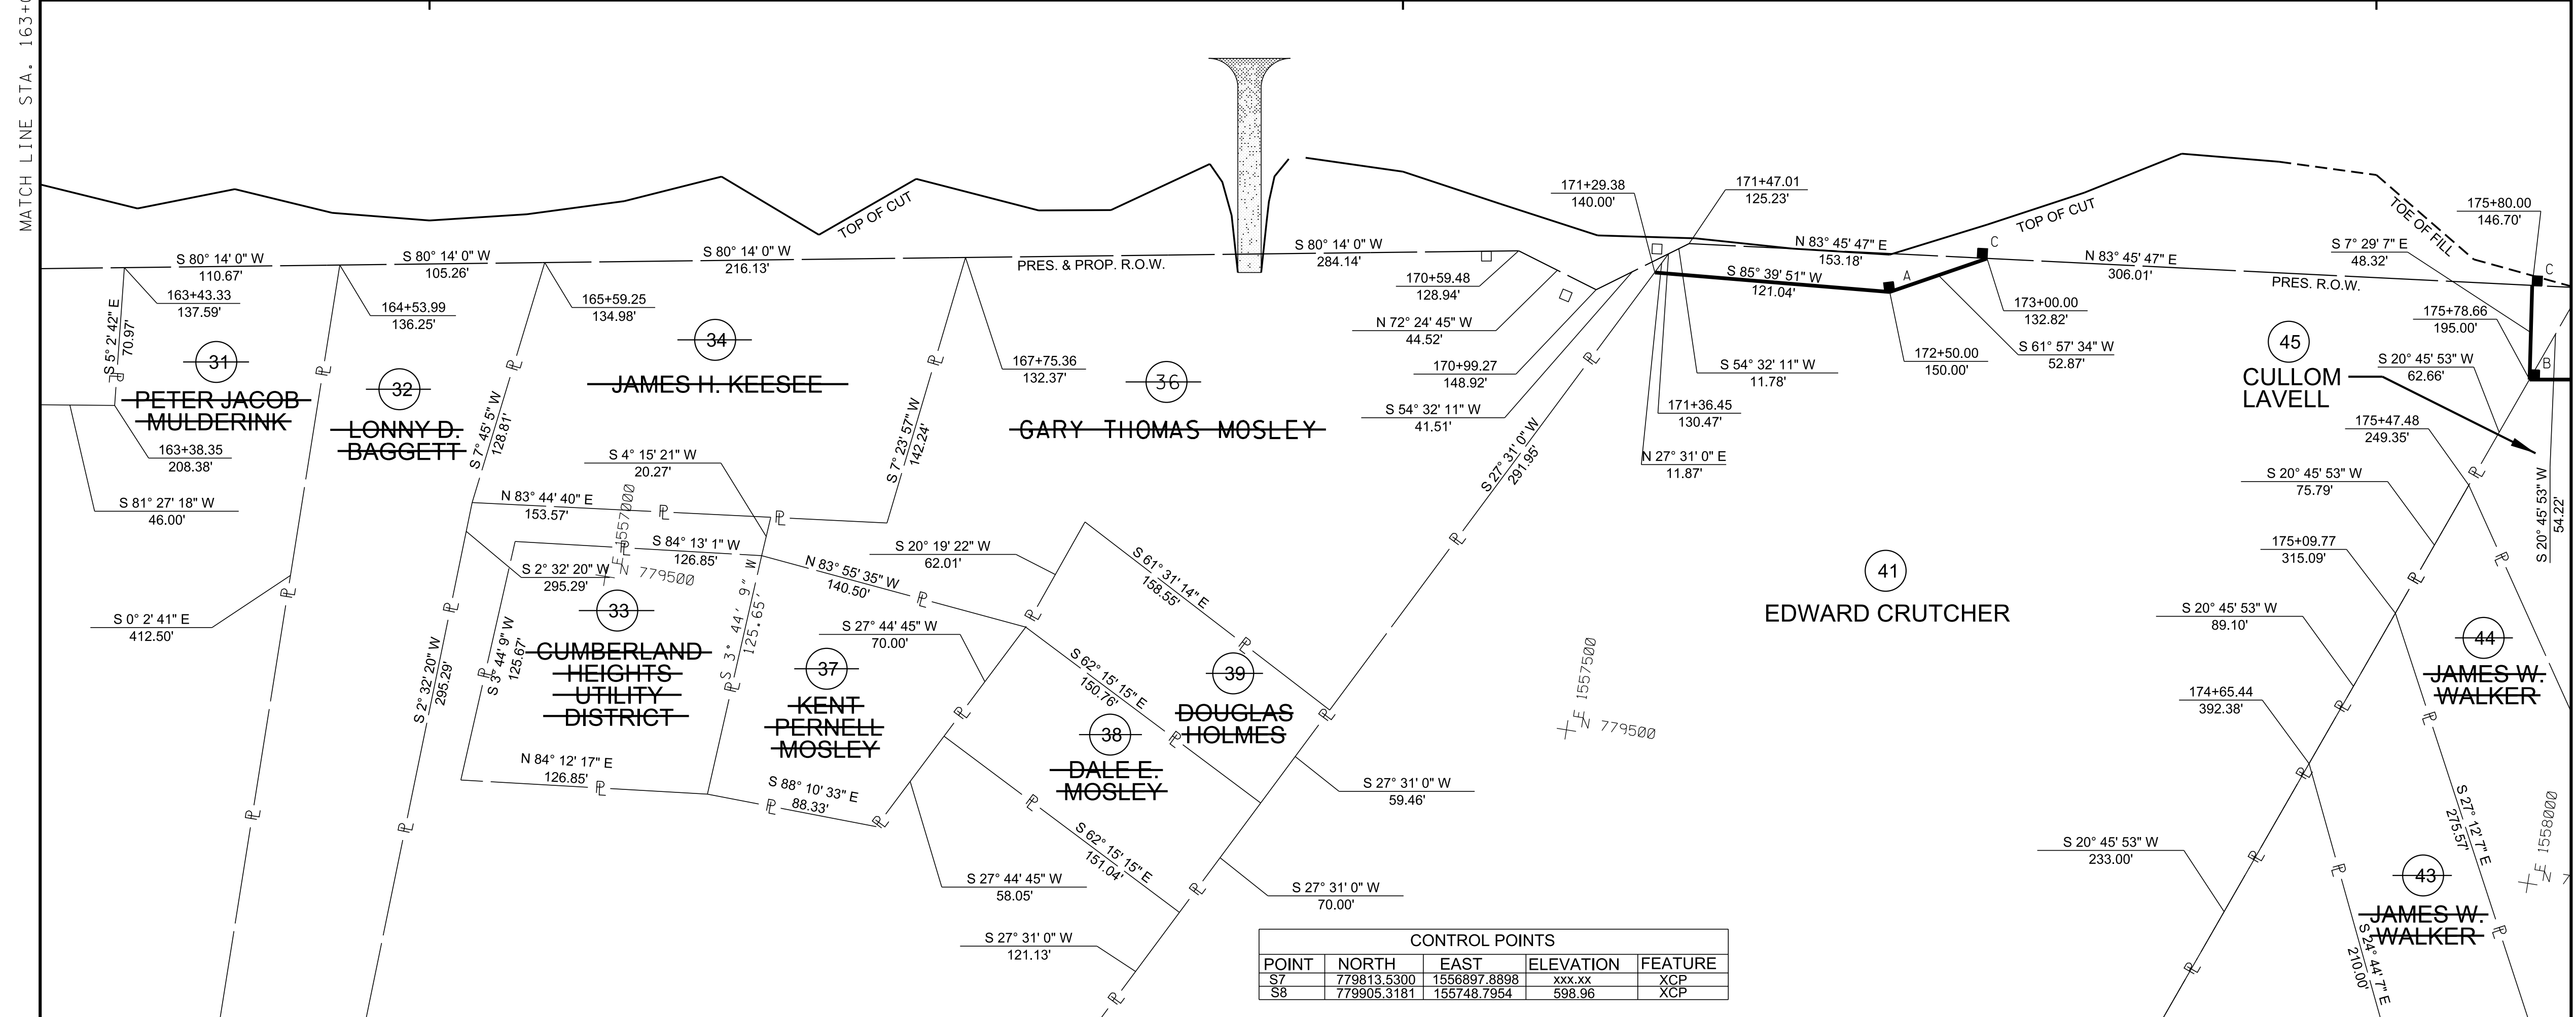 MATCH LINE STA. 163+0
S 80° 14' 0" W
110.67'
S 80° 14' 0" W
105.26'
S 80° 14' 0" W
216.13'
TOP OF CUT
PRES. & PROP. R.O.W.
S 80° 14' 0" W
284.14'
163+43.33
137.59'
164+53.99
136.25'
165+59.25
134.98'
167+75.36
132.37'
S 5° 2' 42" E
70.97'
31
PETER JACOB
MULDERINK
163+38.35
208.38'
S 81° 27' 18" W
46.00'
32
LONNY D.
BAGGETT
34
JAMES H. KEESEE
36
GARY THOMAS MOSLEY
S 7° 45' 5" W
128.81'
S 7° 23' 57" W
142.24'
S 4° 15' 21" W
20.27'
N 83° 44' 40" E
153.57'
E 1557000
N 779500
S 84° 13' 1" W
126.85'
S 2° 32' 20" W
295.29'
S 0° 2' 41" E
412.50'
S 2° 32' 20" W
295.29'
S 3° 44' 9" W
125.67'
33
CUMBERLAND
HEIGHTS
UTILITY
DISTRICT
S 3° 44' 9" W
125.65'
N 84° 12' 17" E
126.85'
N 83° 55' 35" W
140.50'
S 20° 19' 22" W
62.01'
S 27° 44' 45" W
70.00'
37
KENT
PERNELL
MOSLEY
S 88° 10' 33" E
88.33'
S 61° 31' 14" E
158.55'
S 62° 15' 15" E
150.76'
39
DOUGLAS
HOLMES
38
DALE E.
MOSLEY
S 62° 15' 15" E
151.04'
S 27° 44' 45" W
58.05'
S 27° 31' 0" W
121.13'
S 27° 31' 0" W
70.00'
S 27° 31' 0" W
59.46'
S 27° 31' 0" W
291.95'
170+59.48
128.94'
N 72° 24' 45" W
44.52'
170+99.27
148.92'
S 54° 32' 11" W
41.51'
171+29.38
140.00'
171+47.01
125.23'
N 83° 45' 47" E
153.18'
S 85° 39' 51" W
121.04'
A
C
S 54° 32' 11" W
11.78'
171+36.45
130.47'
N 27° 31' 0" E
11.87'
172+50.00
150.00'
173+00.00
132.82'
S 61° 57' 34" W
52.87'
TOP OF CUT
N 83° 45' 47" E
306.01'
PRES. R.O.W.
TOE OF FILL
S 7° 29' 7" E
48.32'
175+80.00
146.70'
C
175+78.66
195.00'
B
45
CULLOM
LAVELL
S 20° 45' 53" W
62.66'
175+47.48
249.35'
S 20° 45' 53" W
54.22'
S 20° 45' 53" W
75.79'
175+09.77
315.09'
S 20° 45' 53" W
89.10'
174+65.44
392.38'
S 20° 45' 53" W
233.00'
41
EDWARD CRUTCHER
E 1557500
N 779500
44
JAMES W.
WALKER
S 27° 12' 7" E
275.57'
E 1558000
N 7
43
JAMES W.
WALKER
S 24° 44' 7" E
210.00'
CONTROL POINTS
POINT NORTH EAST ELEVATION FEATURE
S7 779813.5300 1556897.8898 xxx.xx XCP
S8 779905.3181 155748.7954 598.96 XCP